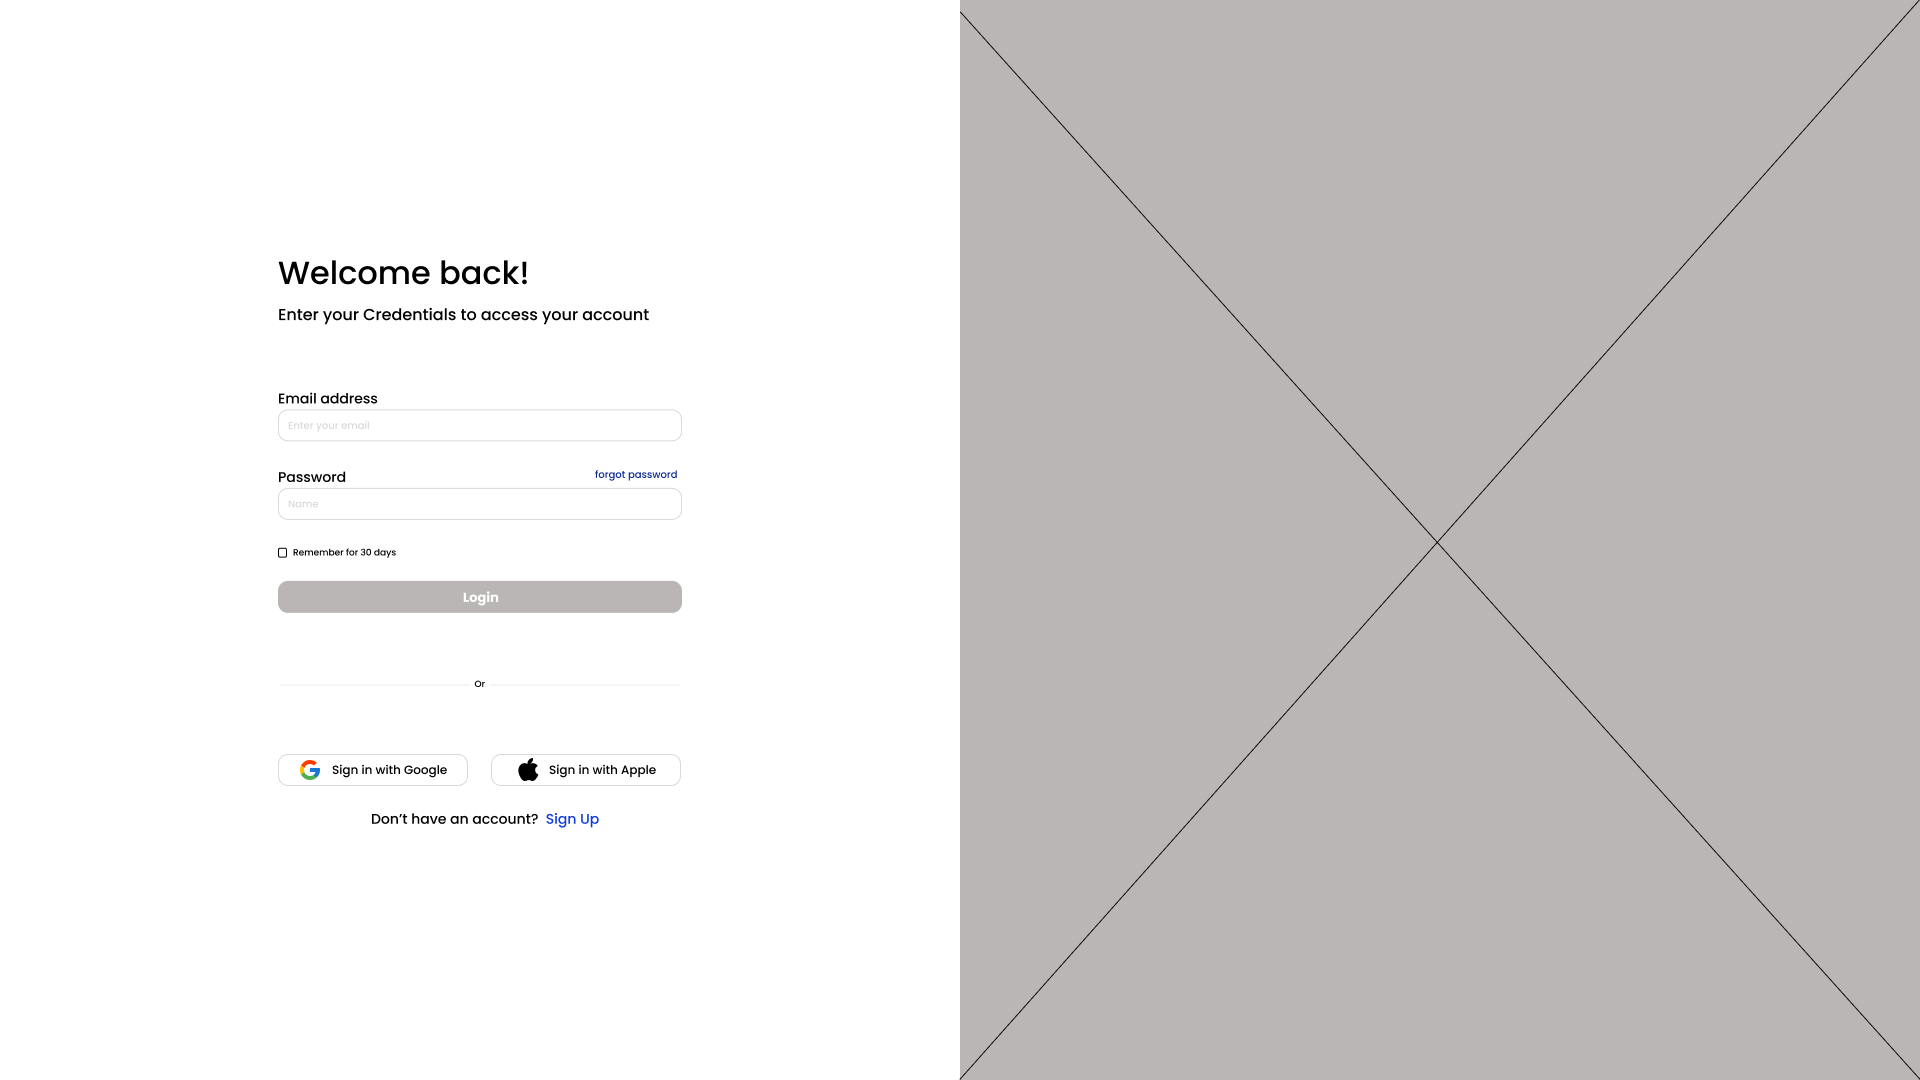 Welcome back!
Enter your Credentials to access your account
Email address
Enter your email
Password
forgot password
Name
Remember for 30 days
Login
Or
Sign in with Google
Sign in with Apple
Don’t have an account? Sign Up